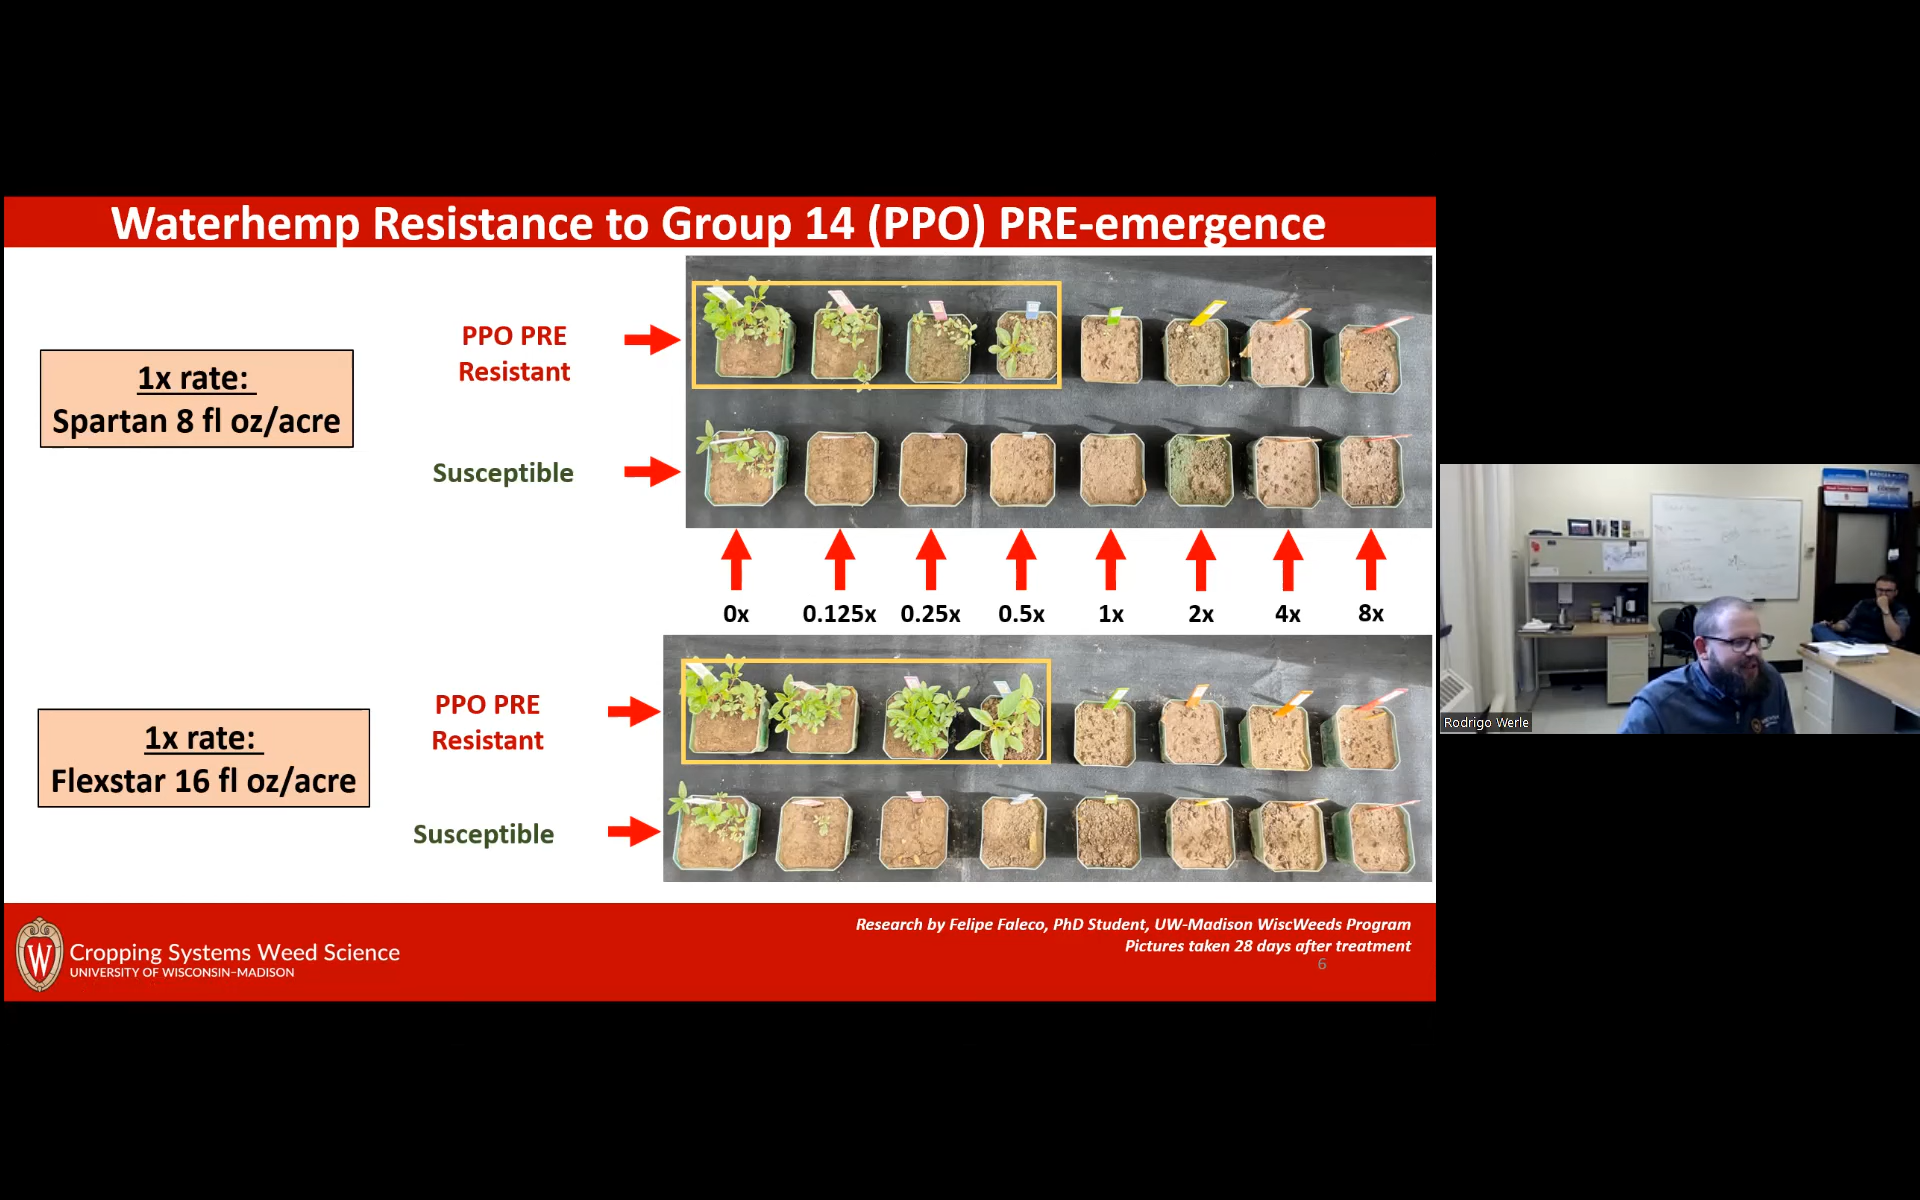 Waterhemp Resistance to Group 14 (PPO) PRE-emergence
1x rate:
Spartan 8 fl oz/acre
PPO PRE
Resistant
Susceptible
0x 0.125x 0.25x 0.5x 1x 2x 4x 8x
1x rate:
Flexstar 16 fl oz/acre
PPO PRE
Resistant
Susceptible
Research by Felipe Faleco, PhD Student, UW-Madison WiscWeeds Program
Pictures taken 28 days after treatment
6
W
Cropping Systems Weed Science
UNIVERSITY OF WISCONSIN–MADISON
Rodrigo Werle